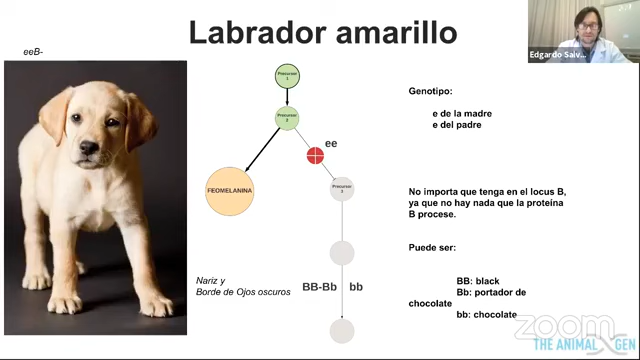 Labrador amarillo
eeB-
Edgardo Salv...
Precursor
1
Precursor
2
ee
FEOMELANINA
Precursor
3
Nariz y
Borde de Ojos oscuros
BB-Bb
bb
Genotipo:
e de la madre
e del padre
No importa que tenga en el locus B,
ya que no hay nada que la proteína
B procese.
Puede ser:
BB: black
Bb: portador de
chocolate
bb: chocolate
zoom
THE ANIMAL GEN